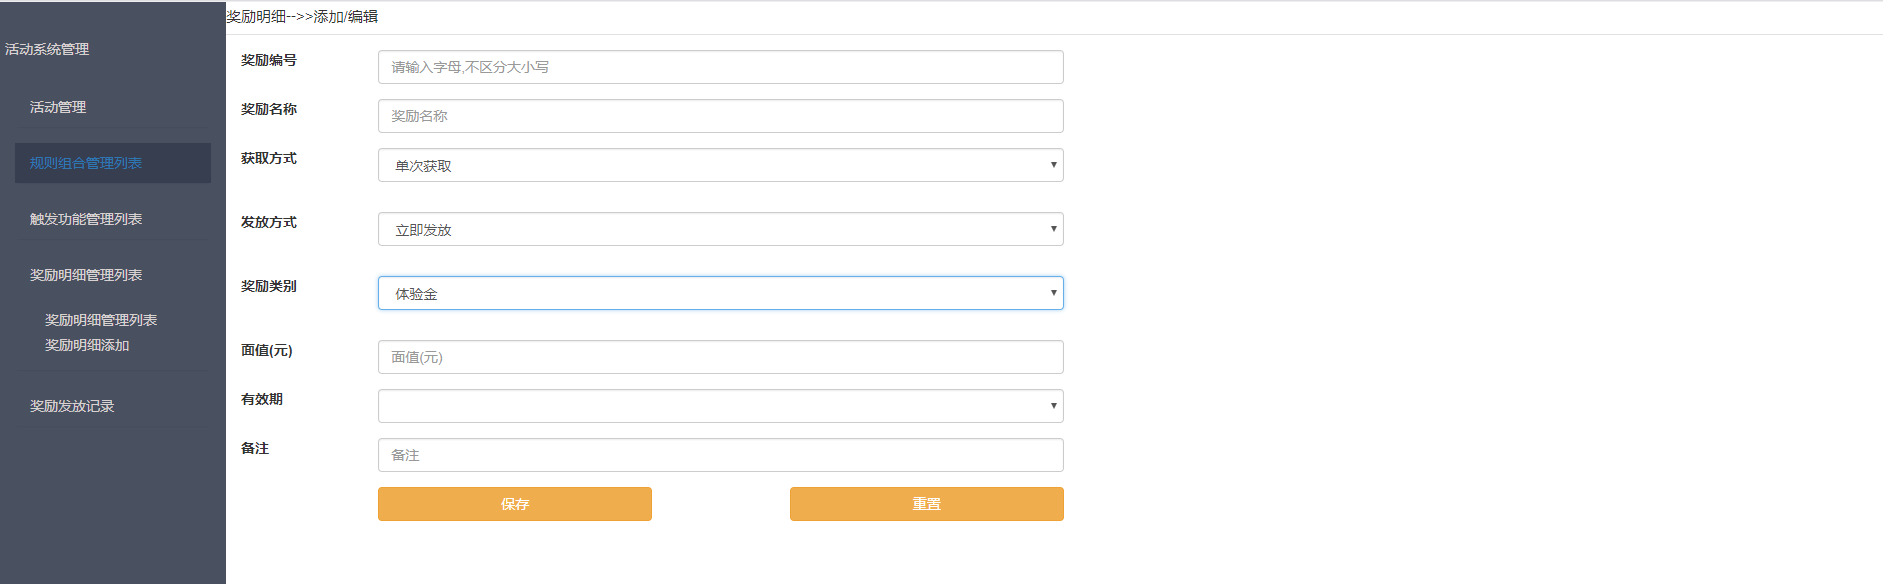 奖励明细-->>添加/编辑
活动系统管理
活动管理
规则组合管理列表
触发功能管理列表
奖励明细管理列表
奖励明细管理列表
奖励明细添加
奖励发放记录
奖励编号
请输入字母,不区分大小写
奖励名称
奖励名称
获取方式
单次获取
发放方式
立即发放
奖励类别
体验金
面值(元)
面值(元)
有效期
备注
备注
保存
重置